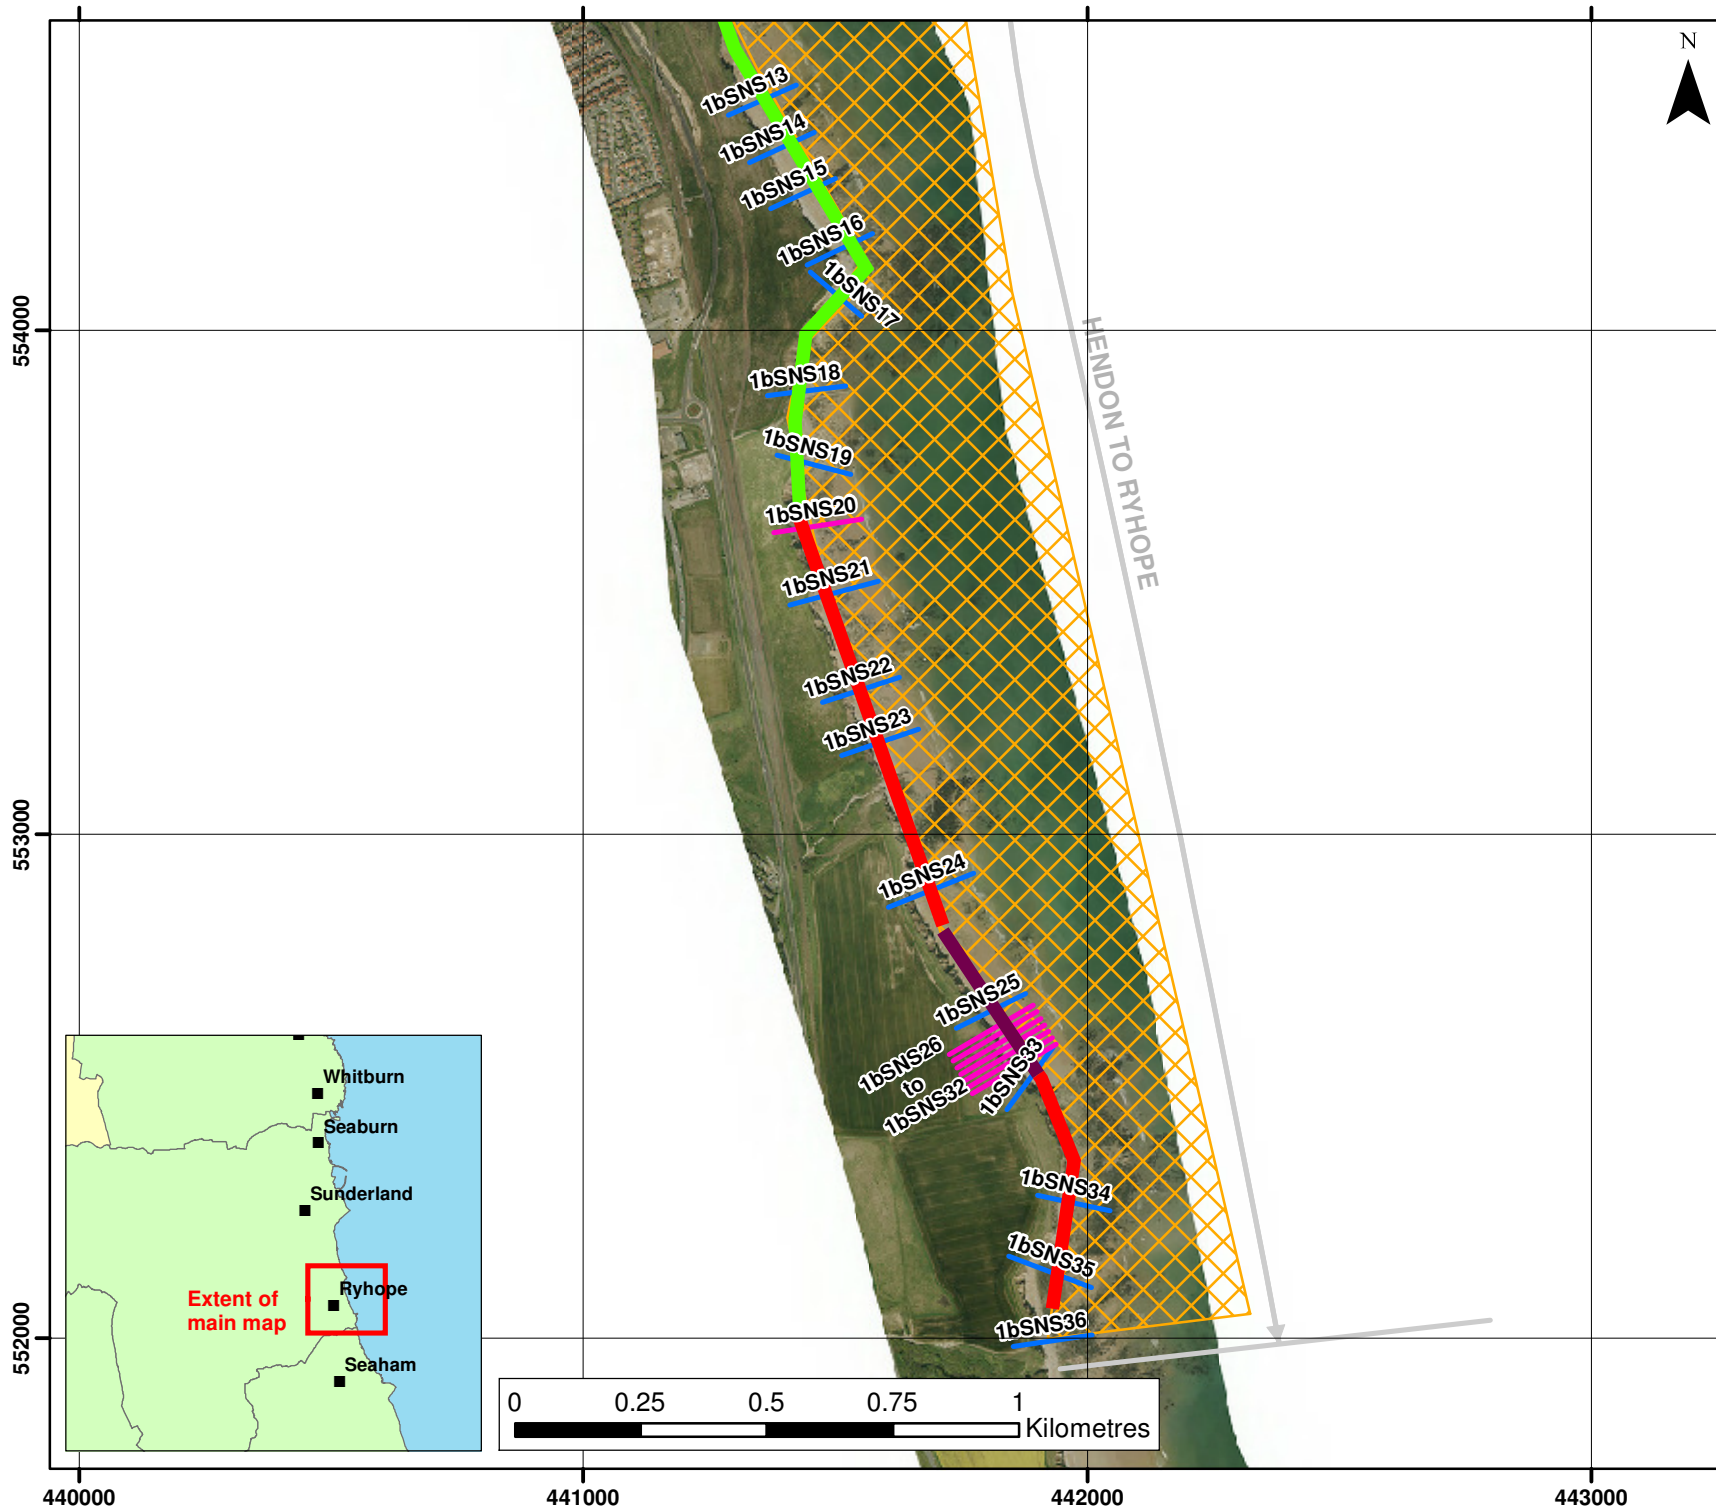 N
1bSNS13
1bSNS14
1bSNS15
1bSNS16
1bSNS17
554000
HENDON TO RYHOPE
1bSNS18
1bSNS19
1bSNS20
1bSNS21
1bSNS22
1bSNS23
553000
1bSNS24
1bSNS25
1bSNS26
to
1bSNS32
1bSNS33
1bSNS34
1bSNS35
1bSNS36
552000
Whitburn
Seaburn
Sunderland
Ryhope
Extent of
main map
Seaham
0 0.25 0.5 0.75 1
Kilometres
440000 441000 442000 443000